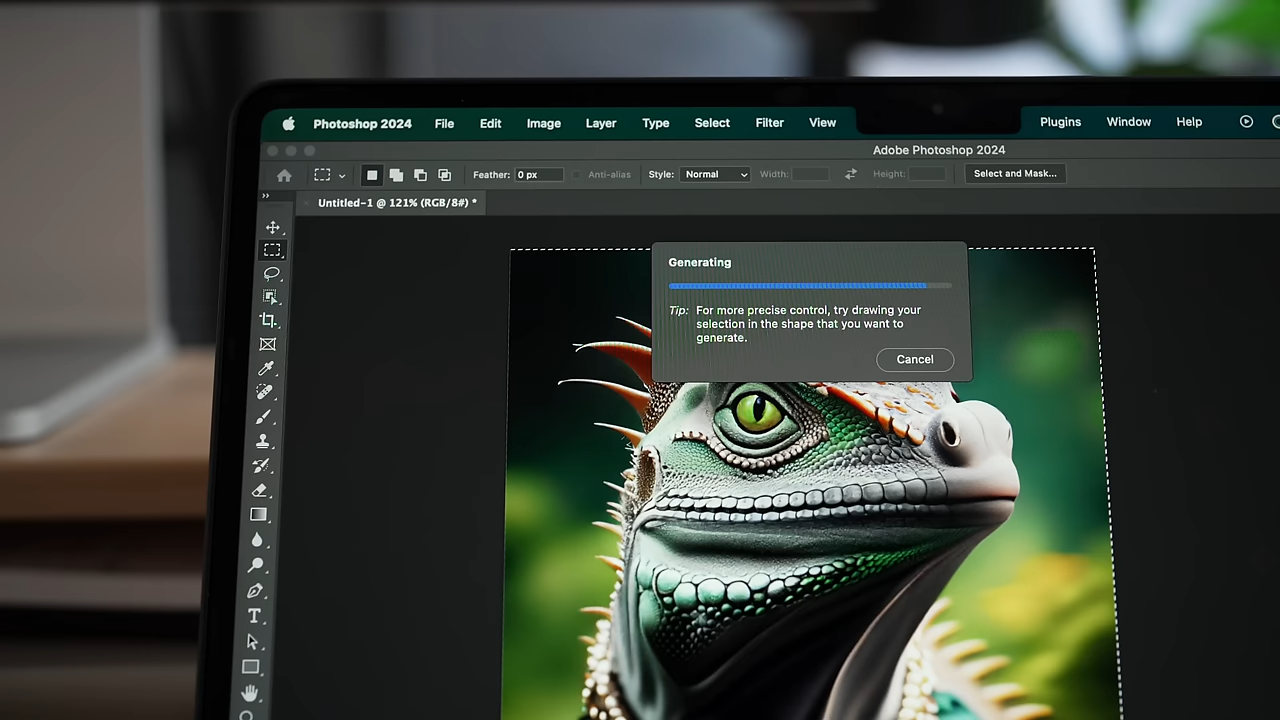 Photoshop 2024 File Edit Image Layer Type Select Filter View Plugins Window Help
Adobe Photoshop 2024
Feather: 0 px Anti-alias Style: Normal Width: Height: Select and Mask...
Untitled-1 @ 121% (RGB/8#) *
Generating
Tip: For more precise control, try drawing your
selection in the shape that you want to
generate.
Cancel